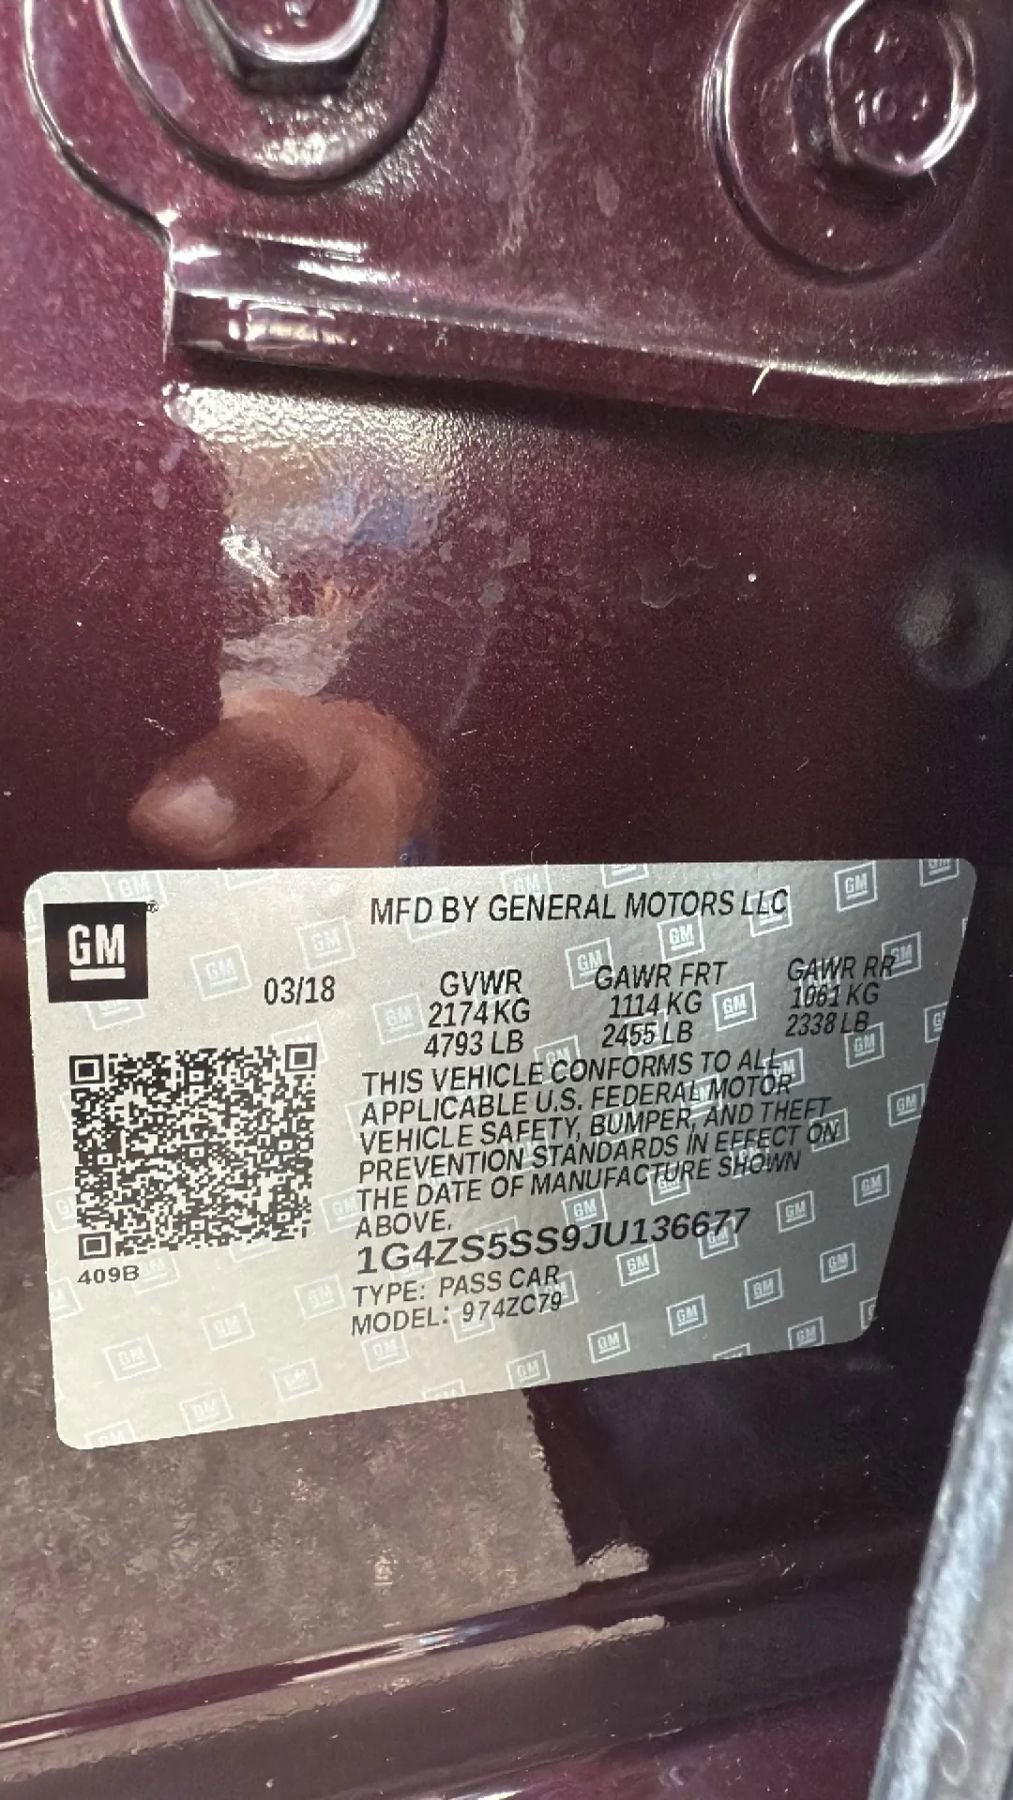 GM
MFD BY GENERAL MOTORS LLC
03/18
GVWR GAWR FRT GAWR RR
2174 KG 1114 KG 1061 KG
4793 LB 2455 LB 2338 LB
THIS VEHICLE CONFORMS TO ALL
APPLICABLE U.S. FEDERAL MOTOR
VEHICLE SAFETY, BUMPER, AND THEFT
PREVENTION STANDARDS IN EFFECT ON
THE DATE OF MANUFACTURE SHOWN
ABOVE.
1G4ZS5SS9JU136677
TYPE: PASS CAR
MODEL: 974ZC79
409B